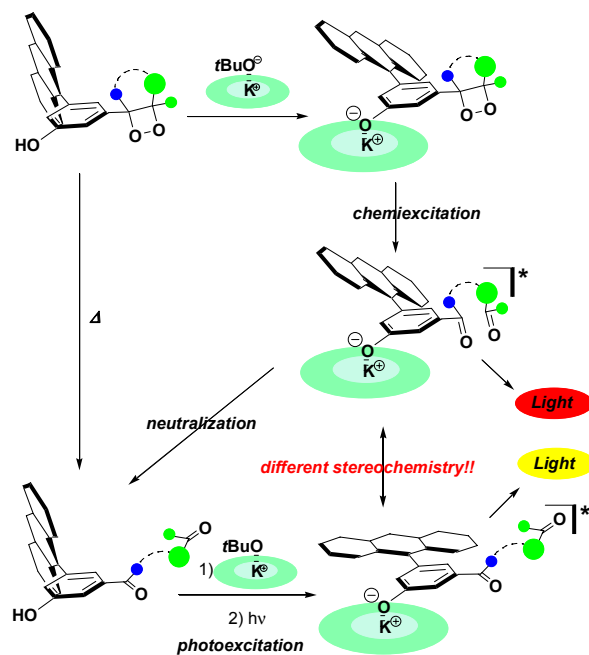 tBuO⊖
K⊕
HO
O
O
⊖
O
K⊕
O
O
chemiexcitation
*
Δ
⊖
O
K⊕
O
O
Light
neutralization
different stereochemistry!!
Light
O
tBuO⊖
1)
K⊕
O
HO
2) hν
photoexcitation
*
O
⊖
O
K⊕
O